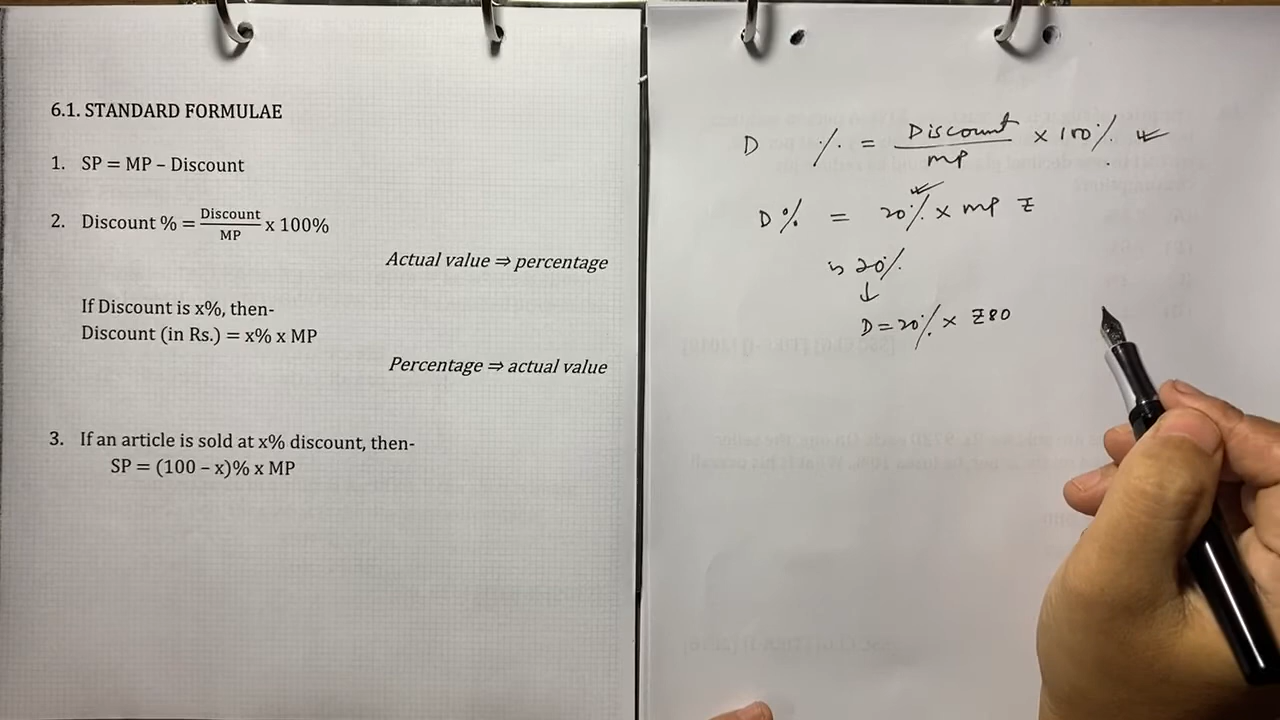 6.1. STANDARD FORMULAE
1. SP = MP – Discount
2. Discount % = Discount/MP x 100%
Actual value ⇒ percentage
If Discount is x%, then-
Discount (in Rs.) = x% x MP
Percentage ⇒ actual value
3. If an article is sold at x% discount, then-
SP = (100 – x)% x MP
D % = Discount/MP × 100%
D% = 20% × MP ₹
is 20%
↓
D = 20% × ₹80